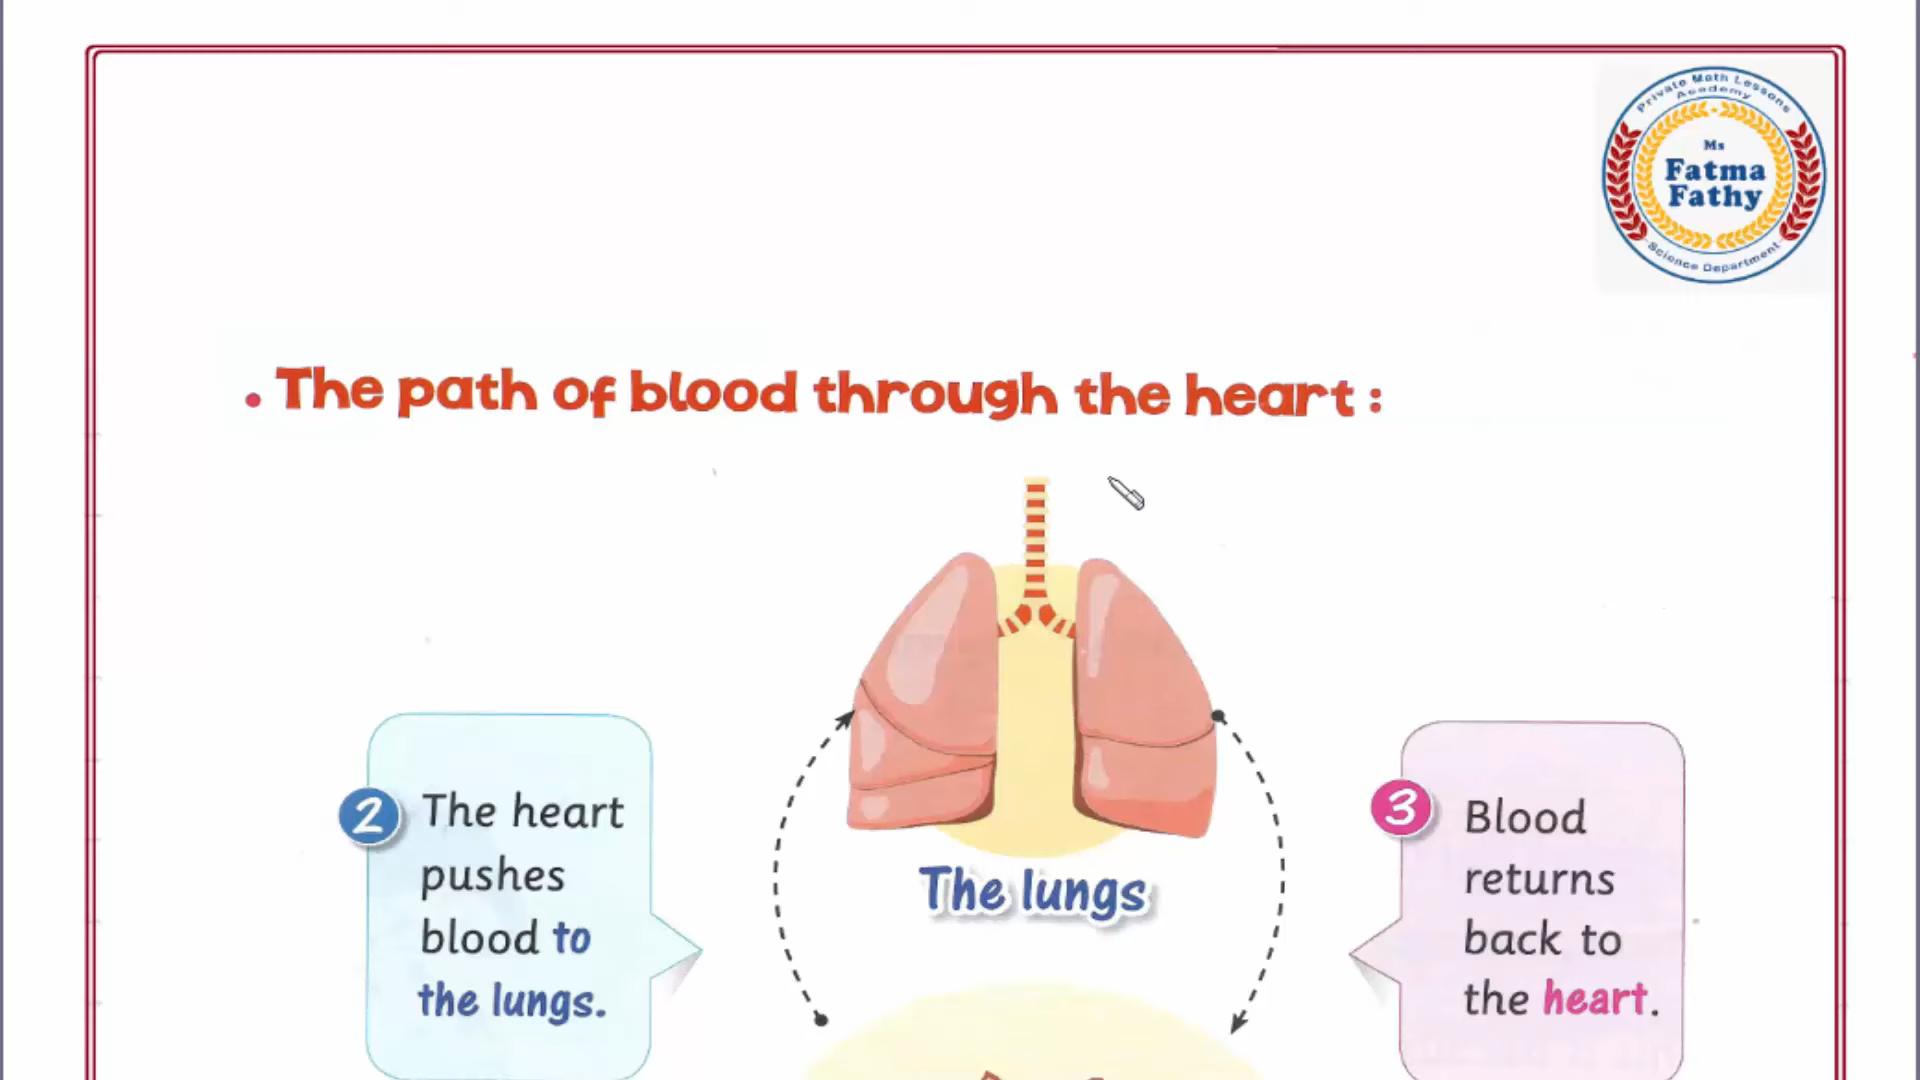 Private Math Lessons
Academy
Ms
Fatma
Fathy
Science Department
• The path of blood through the heart :
The lungs
2 The heart
pushes
blood to
the lungs.
3 Blood
returns
back to
the heart.